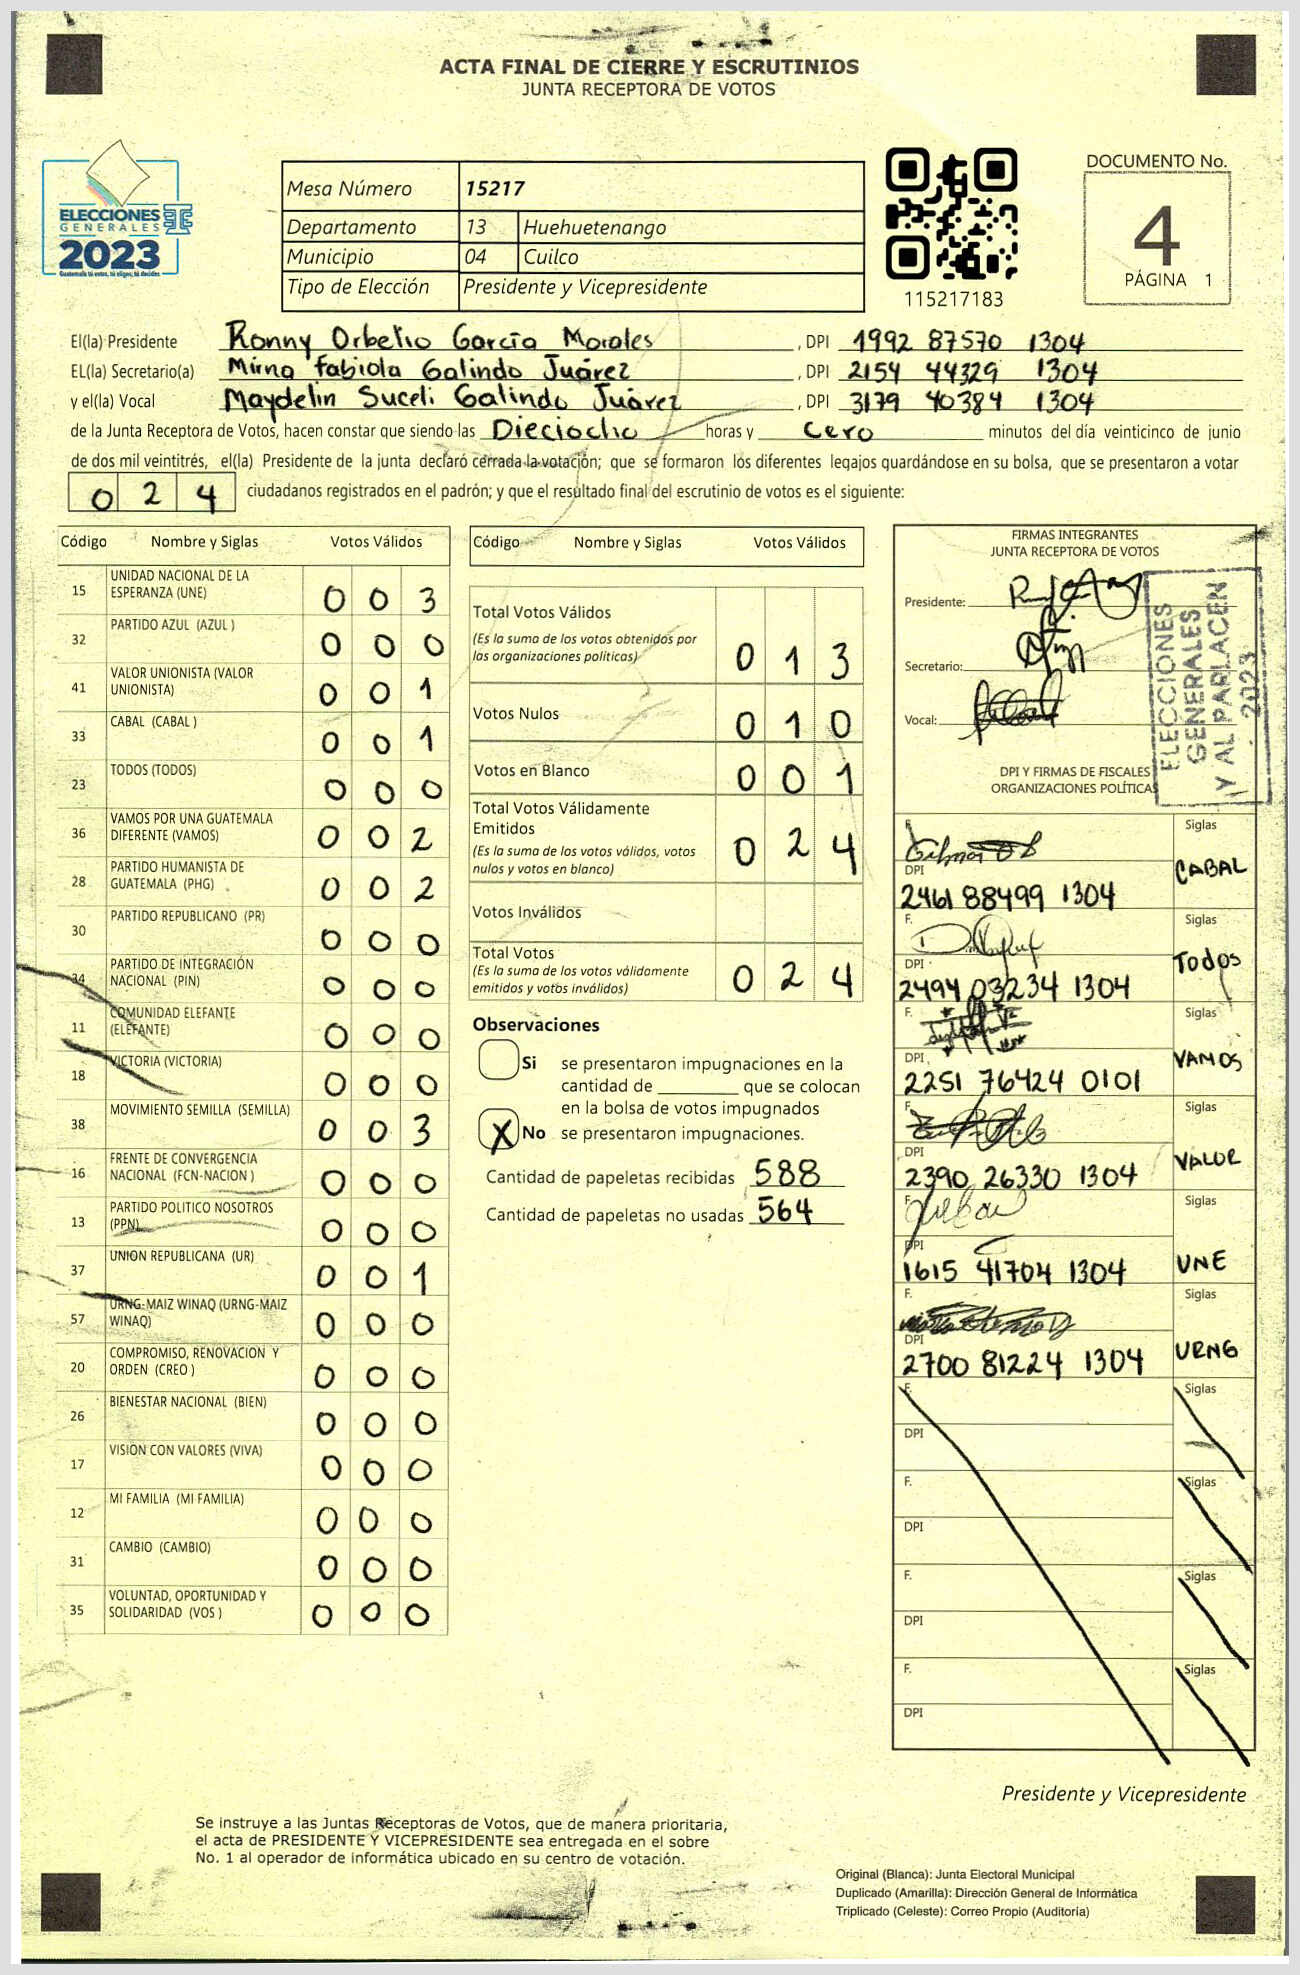 ACTA FINAL DE CIERRE Y ESCRUTINIOS
JUNTA RECEPTORA DE VOTOS
ELECCIONES
GENERALES
2023
Guatemala tú votas, tú eliges, tú decides
Mesa Número 15217
Departamento 13 Huehuetenango
Municipio 04 Cuilco
Tipo de Elección Presidente y Vicepresidente
115217183
DOCUMENTO No.
4
PÁGINA 1
El(la) Presidente Ronny Orbelio García Morales, DPI 1992 87570 1304
EL(la) Secretario(a) Mirna Fabiola Galindo Juárez, DPI 2154 44329 1304
y el(la) Vocal Maydelin Suceli Galindo Juárez, DPI 3179 40384 1304
de la Junta Receptora de Votos, hacen constar que siendo las Dieciocho horas y cero minutos del día veinticinco de junio
de dos mil veintitrés, el(la) Presidente de la junta declaró cerrada la votación; que se formaron los diferentes legajos guardándose en su bolsa, que se presentaron a votar
0 2 4 ciudadanos registrados en el padrón; y que el resultado final del escrutinio de votos es el siguiente:
Código Nombre y Siglas Votos Válidos
15 UNIDAD NACIONAL DE LA
ESPERANZA (UNE) 0 0 3
32 PARTIDO AZUL (AZUL ) 0 0 0
41 VALOR UNIONISTA (VALOR
UNIONISTA) 0 0 1
33 CABAL (CABAL ) 0 0 1
23 TODOS (TODOS) 0 0 0
36 VAMOS POR UNA GUATEMALA
DIFERENTE (VAMOS) 0 0 2
28 PARTIDO HUMANISTA DE
GUATEMALA (PHG) 0 0 2
30 PARTIDO REPUBLICANO (PR) 0 0 0
34 PARTIDO DE INTEGRACIÓN
NACIONAL (PIN) 0 0 0
11 COMUNIDAD ELEFANTE
(ELEFANTE) 0 0 0
18 VICTORIA (VICTORIA) 0 0 0
38 MOVIMIENTO SEMILLA (SEMILLA) 0 0 3
16 FRENTE DE CONVERGENCIA
NACIONAL (FCN-NACION ) 0 0 0
13 PARTIDO POLITICO NOSOTROS
(PPN) 0 0 0
37 UNION REPUBLICANA (UR) 0 0 1
57 URNG-MAIZ WINAQ (URNG-MAIZ
WINAQ) 0 0 0
20 COMPROMISO, RENOVACION Y
ORDEN (CREO ) 0 0 0
26 BIENESTAR NACIONAL (BIEN) 0 0 0
17 VISION CON VALORES (VIVA) 0 0 0
12 MI FAMILIA (MI FAMILIA) 0 0 0
31 CAMBIO (CAMBIO) 0 0 0
35 VOLUNTAD, OPORTUNIDAD Y
SOLIDARIDAD (VOS ) 0 0 0
Código Nombre y Siglas Votos Válidos
Total Votos Válidos
(Es la suma de los votos obtenidos por
las organizaciones políticas) 0 1 3
Votos Nulos 0 1 0
Votos en Blanco 0 0 1
Total Votos Válidamente
Emitidos
(Es la suma de los votos válidos, votos
nulos y votos en blanco) 0 2 4
Votos Inválidos
Total Votos
(Es la suma de los votos válidamente
emitidos y votos inválidos) 0 2 4
Observaciones
Si se presentaron impugnaciones en la
cantidad de ________ que se colocan
en la bolsa de votos impugnados
X No se presentaron impugnaciones.
Cantidad de papeletas recibidas 588
Cantidad de papeletas no usadas 564
FIRMAS INTEGRANTES
JUNTA RECEPTORA DE VOTOS
Presidente:
Secretario:
Vocal:
ELECCIONES
GENERALES
Y AL PARLACEN
2023
DPI Y FIRMAS DE FISCALES
ORGANIZACIONES POLÍTICAS
F. Siglas
DPI CABAL
2461 88499 1304
F. Siglas
DPI Todos
2494 03234 1304
F. Siglas
DPI VAMOS
2251 76424 0101
F. Siglas
DPI VALOR
2390 26330 1304
F. Siglas
DPI UNE
1615 41704 1304
F. Siglas
DPI URNG
2700 81224 1304
F. Siglas
DPI
F. Siglas
DPI
F. Siglas
DPI
F. Siglas
DPI
Presidente y Vicepresidente
Se instruye a las Juntas Receptoras de Votos, que de manera prioritaria,
el acta de PRESIDENTE Y VICEPRESIDENTE sea entregada en el sobre
No. 1 al operador de informática ubicado en su centro de votación.
Original (Blanca): Junta Electoral Municipal
Duplicado (Amarilla): Dirección General de Informática
Triplicado (Celeste): Correo Propio (Auditoría)